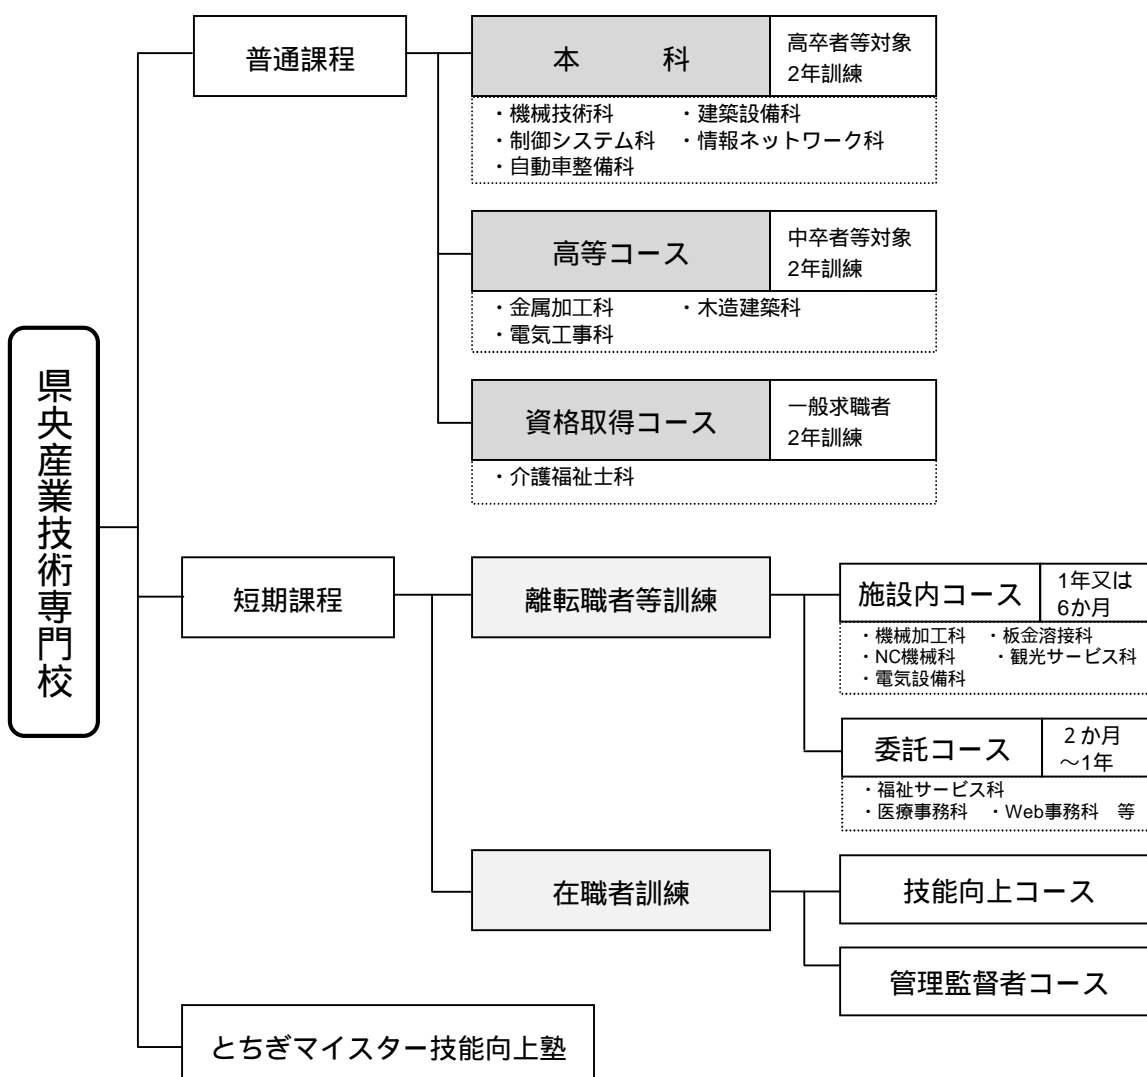 県央産業技術専門校
普通課程
本　　科
高卒者等対象
2年訓練
・機械技術科　・建築設備科
・制御システム科　・情報ネットワーク科
・自動車整備科
高等コース
中卒者等対象
2年訓練
・金属加工科　・木造建築科
・電気工事科
資格取得コース
一般求職者
2年訓練
・介護福祉士科
短期課程
離転職者等訓練
施設内コース
1年又は
6か月
・機械加工科　・板金溶接科
・NC機械科　・観光サービス科
・電気設備科
委託コース
2か月
～1年
・福祉サービス科
・医療事務科　・Web事務科　等
在職者訓練
技能向上コース
管理監督者コース
とちぎマイスター技能向上塾